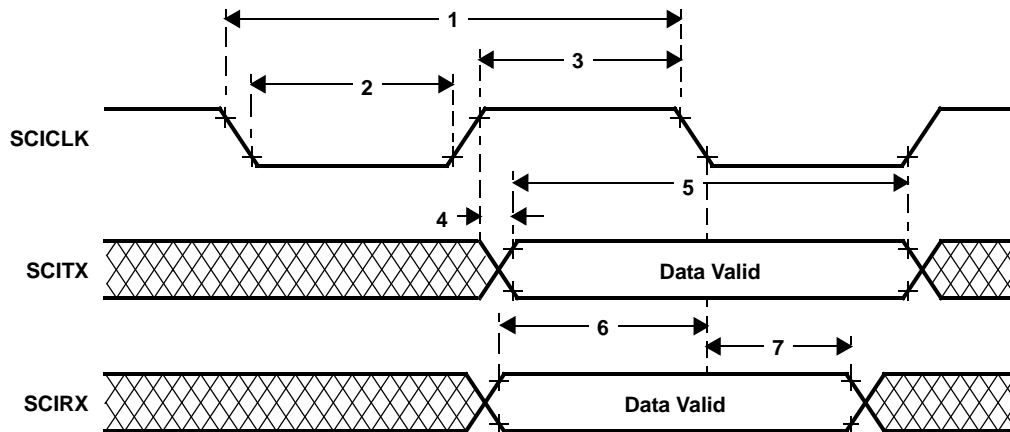 1
2
3
SCICLK
4
5
SCITX
Data Valid
6
7
SCIRX
Data Valid